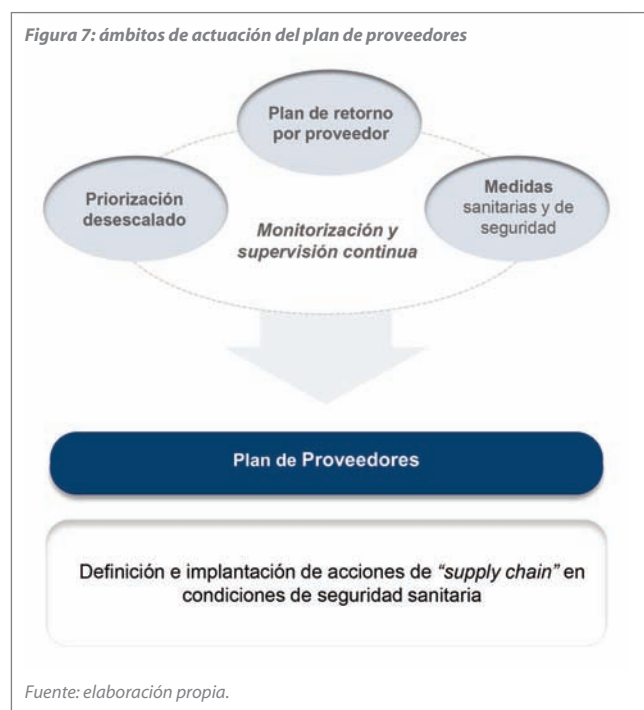 Figura 7: ámbitos de actuación del plan de proveedores
Plan de retorno
por proveedor
Priorización
desescalado
Medidas
sanitarias y de
seguridad
Monitorización y
supervisión continua
Plan de Proveedores
Definición e implantación de acciones de “supply chain” en
condiciones de seguridad sanitaria
Fuente: elaboración propia.